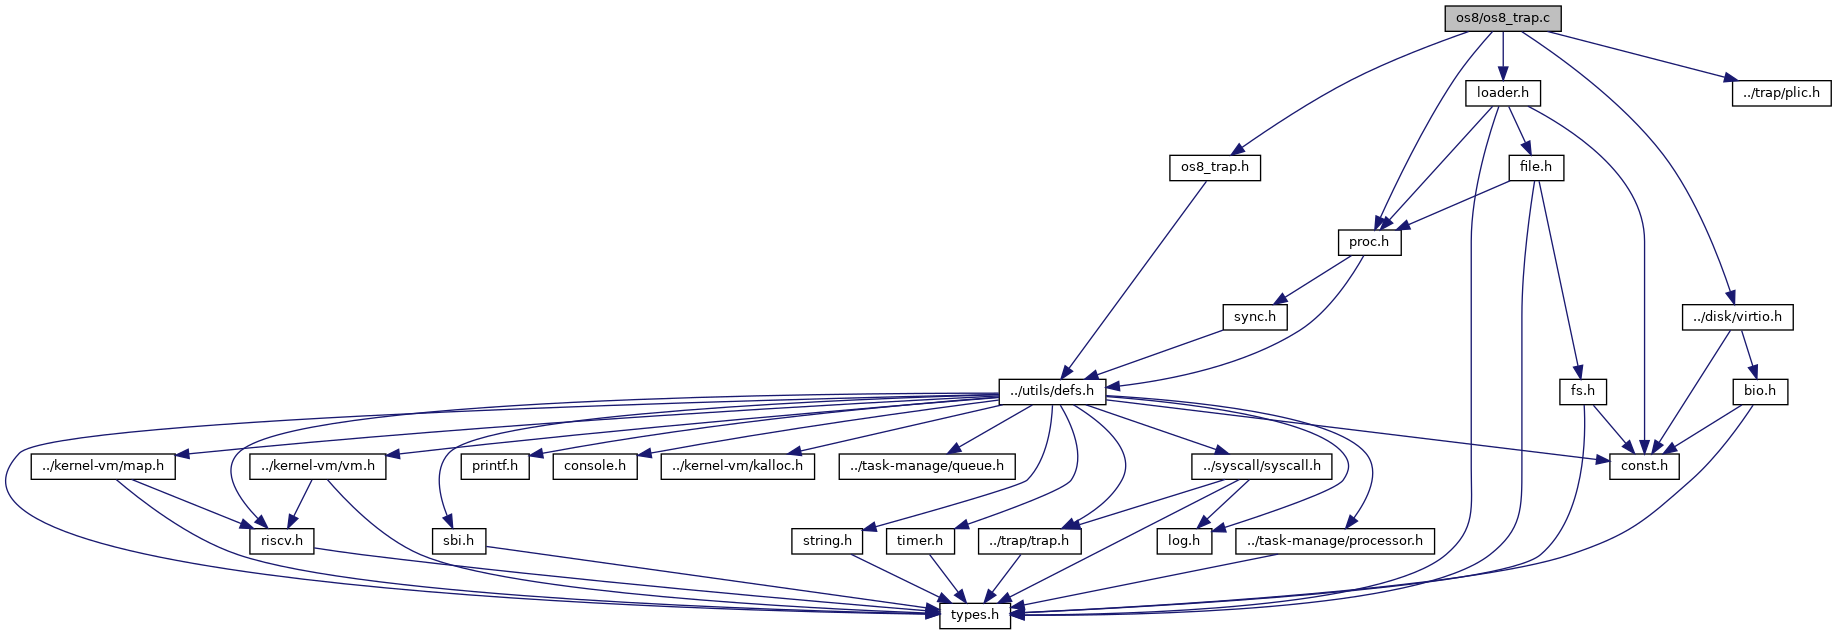 os8/os8_trap.c
loader.h
../trap/plic.h
os8_trap.h
file.h
proc.h
sync.h
../disk/virtio.h
../utils/defs.h
fs.h
bio.h
../kernel-vm/map.h
../kernel-vm/vm.h
printf.h
console.h
../kernel-vm/kalloc.h
../task-manage/queue.h
../syscall/syscall.h
const.h
riscv.h
sbi.h
string.h
timer.h
../trap/trap.h
log.h
../task-manage/processor.h
types.h